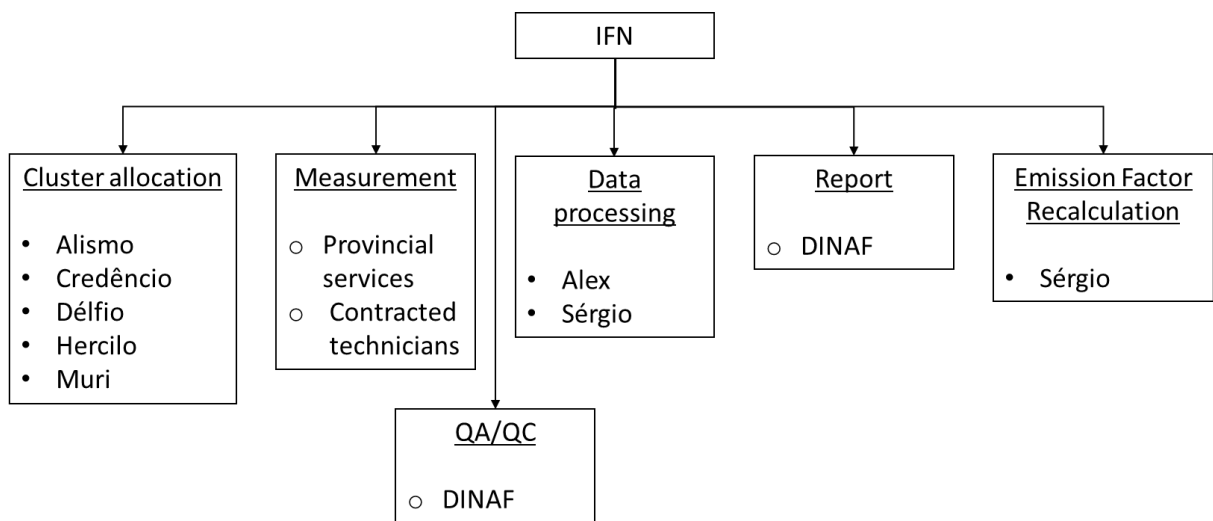 IFN
Cluster allocation
• Alismo
• Credêncio
• Délfio
• Hercilo
• Muri
Measurement
o Provincial
services
o Contracted
technicians
QA/QC
o DINAF
Data
processing
• Alex
• Sérgio
Report
o DINAF
Emission Factor
Recalculation
• Sérgio